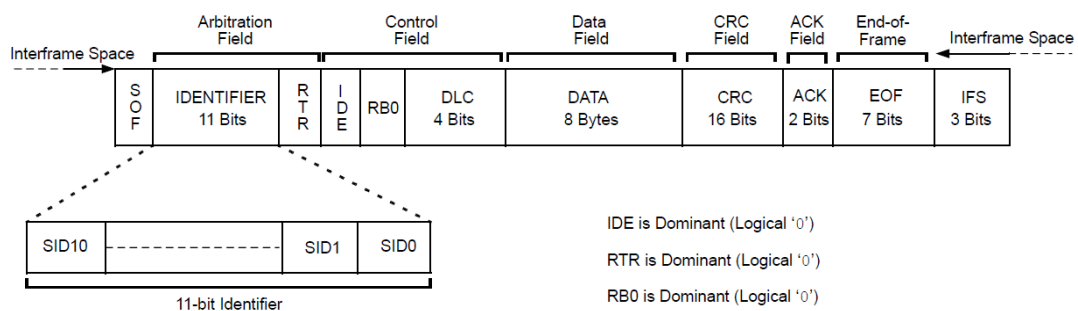 Arbitration Field
Control Field
Data Field
CRC Field
ACK Field
End-of-Frame
Interframe Space
Interframe Space
SOF
IDENTIFIER
11 Bits
RTR
IDE
RB0
DLC
4 Bits
DATA
8 Bytes
CRC
16 Bits
ACK
2 Bits
EOF
7 Bits
IFS
3 Bits
SID10
SID1
SID0
11-bit Identifier
IDE is Dominant (Logical ‘0’)
RTR is Dominant (Logical ‘0’)
RB0 is Dominant (Logical ‘0’)